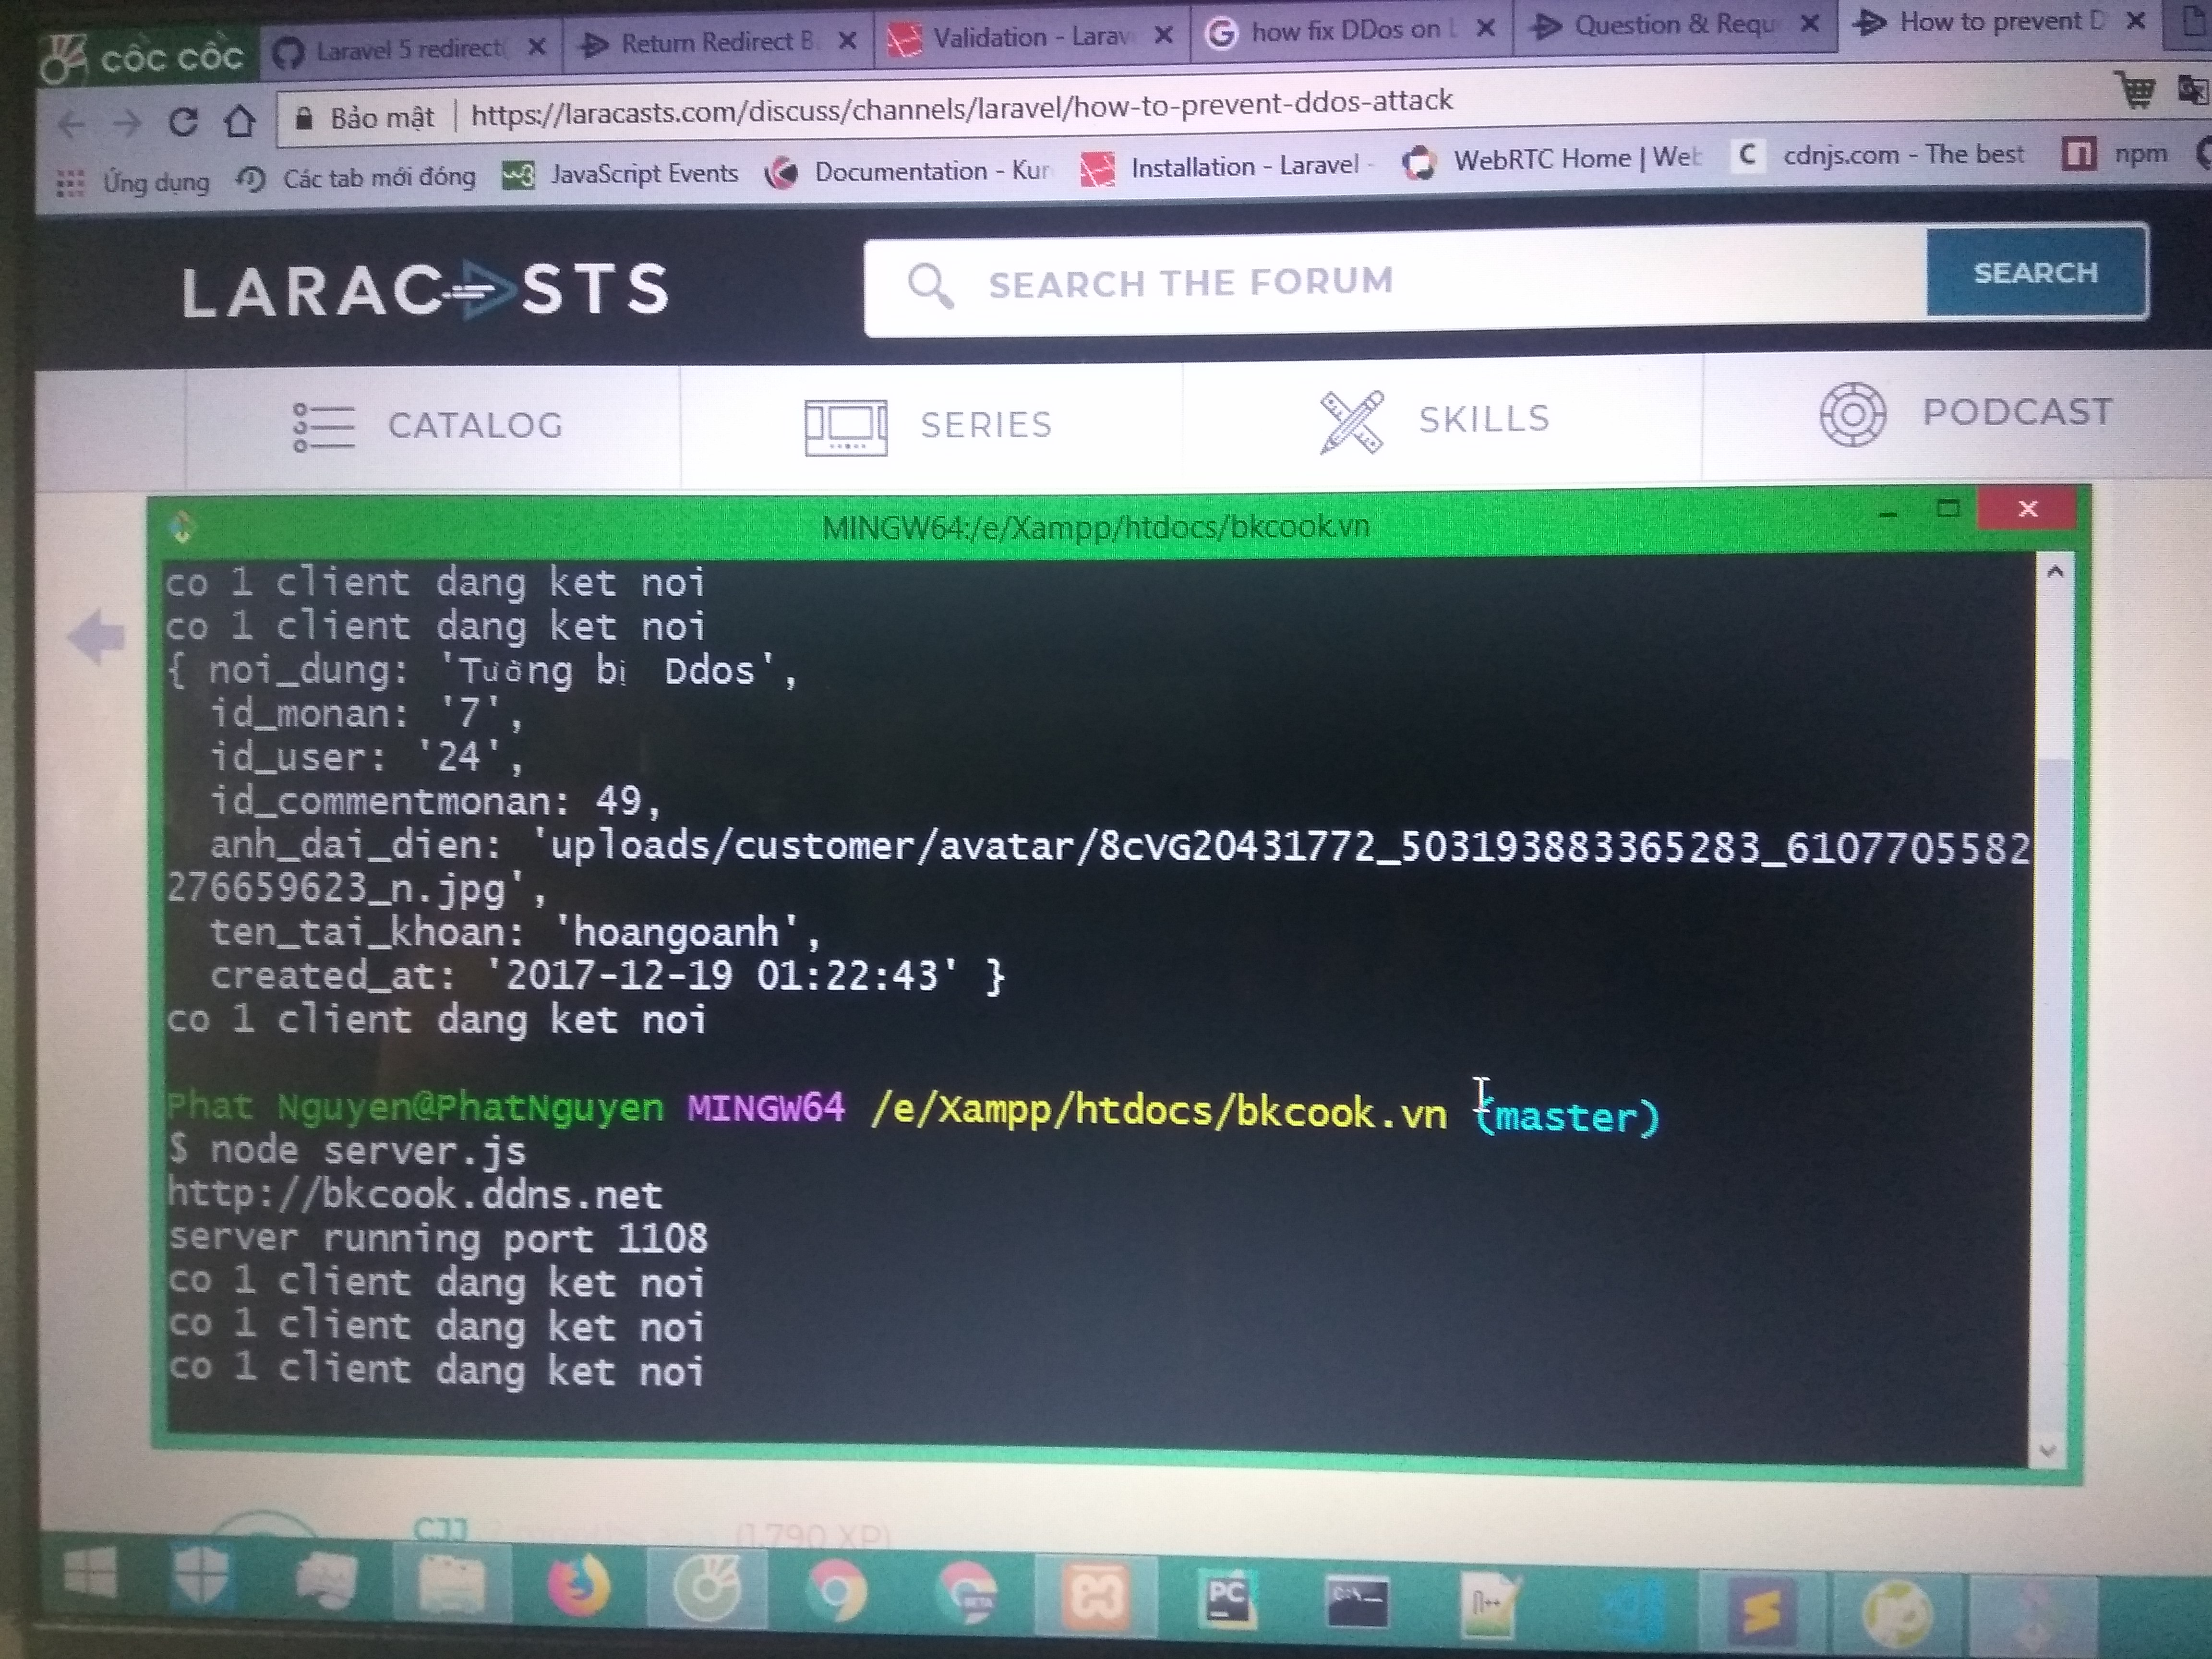 cốc cốc
Laravel 5 redirect
Return Redirect B
Validation - Larav
how fix DDos on
Question & Requ
How to prevent D
Bảo mật
https://laracasts.com/discuss/channels/laravel/how-to-prevent-ddos-attack
Ứng dụng
Các tab mới đóng
JavaScript Events
Documentation - Kur
Installation - Laravel -
WebRTC Home | Web
C
cdnjs.com - The best
npm
LARACASTS
SEARCH THE FORUM
SEARCH
CATALOG
SERIES
SKILLS
PODCAST
MINGW64:/e/Xampp/htdocs/bkcook.vn
co 1 client dang ket noi
co 1 client dang ket noi
{ noi_dung: 'Tưởng bị Ddos',
id_monan: '7',
id_user: '24',
id_commentmonan: 49,
anh_dai_dien: 'uploads/customer/avatar/8cVG20431772_503193883365283_6107705582
276659623_n.jpg',
ten_tai_khoan: 'hoangoanh',
created_at: '2017-12-19 01:22:43' }
co 1 client dang ket noi
Phat Nguyen@PhatNguyen MINGW64 /e/Xampp/htdocs/bkcook.vn (master)
$ node server.js
http://bkcook.ddns.net
server running port 1108
co 1 client dang ket noi
co 1 client dang ket noi
co 1 client dang ket noi
CJJ
(1,790 XP)
BETA
PC